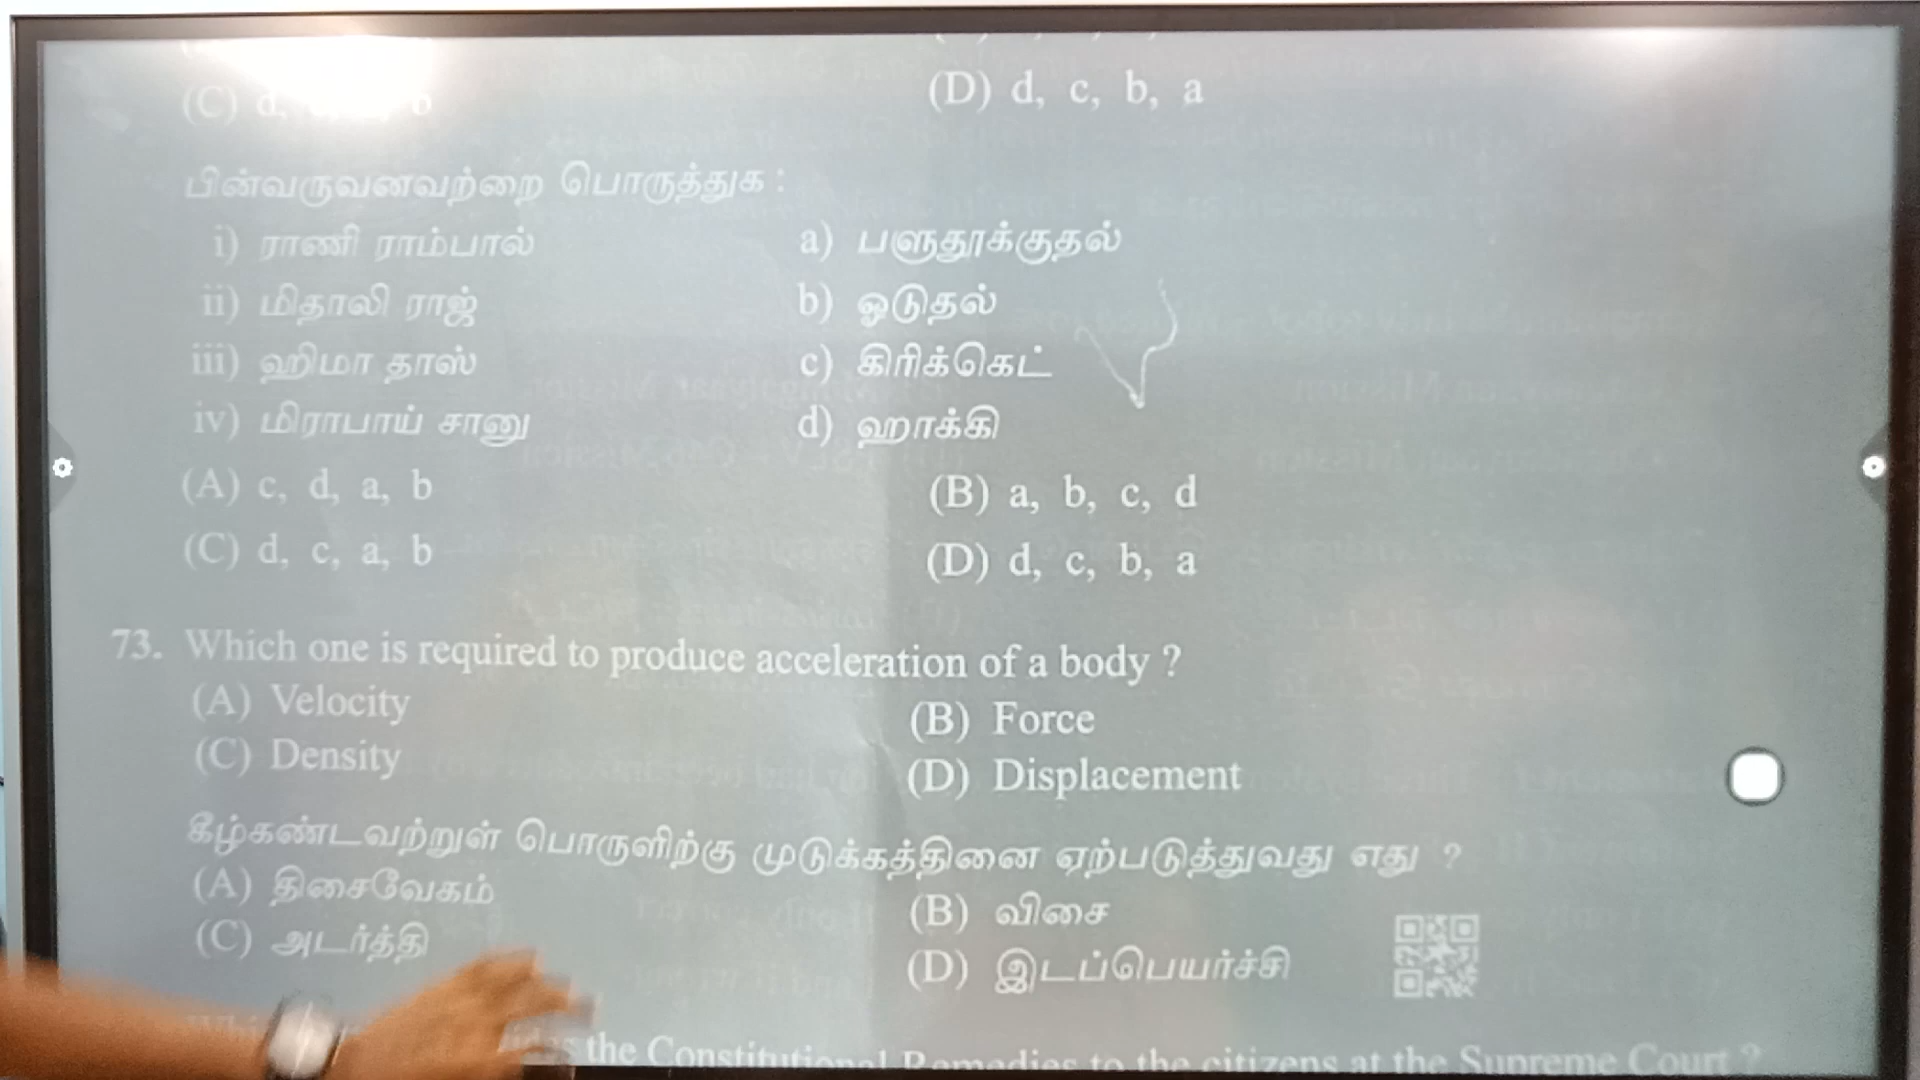 (C) d, b
(D) d, c, b, a
பின்வருவனவற்றை பொருத்துக :
i) ராணி ராம்பால் a) பளுதூக்குதல்
ii) மிதாலி ராஜ் b) ஓடுதல்
iii) ஹிமா தாஸ் c) கிரிக்கெட்
iv) மிராபாய் சானு d) ஹாக்கி
(A) c, d, a, b (B) a, b, c, d
(C) d, c, a, b (D) d, c, b, a
73. Which one is required to produce acceleration of a body ?
(A) Velocity (B) Force
(C) Density (D) Displacement
கீழ்கண்டவற்றுள் பொருளிற்கு முடுக்கத்தினை ஏற்படுத்துவது எது ?
(A) திசைவேகம் (B) விசை
(C) அடர்த்தி (D) இடப்பெயர்ச்சி
the Constitutional Remedies to the citizens at the Supreme Court ?